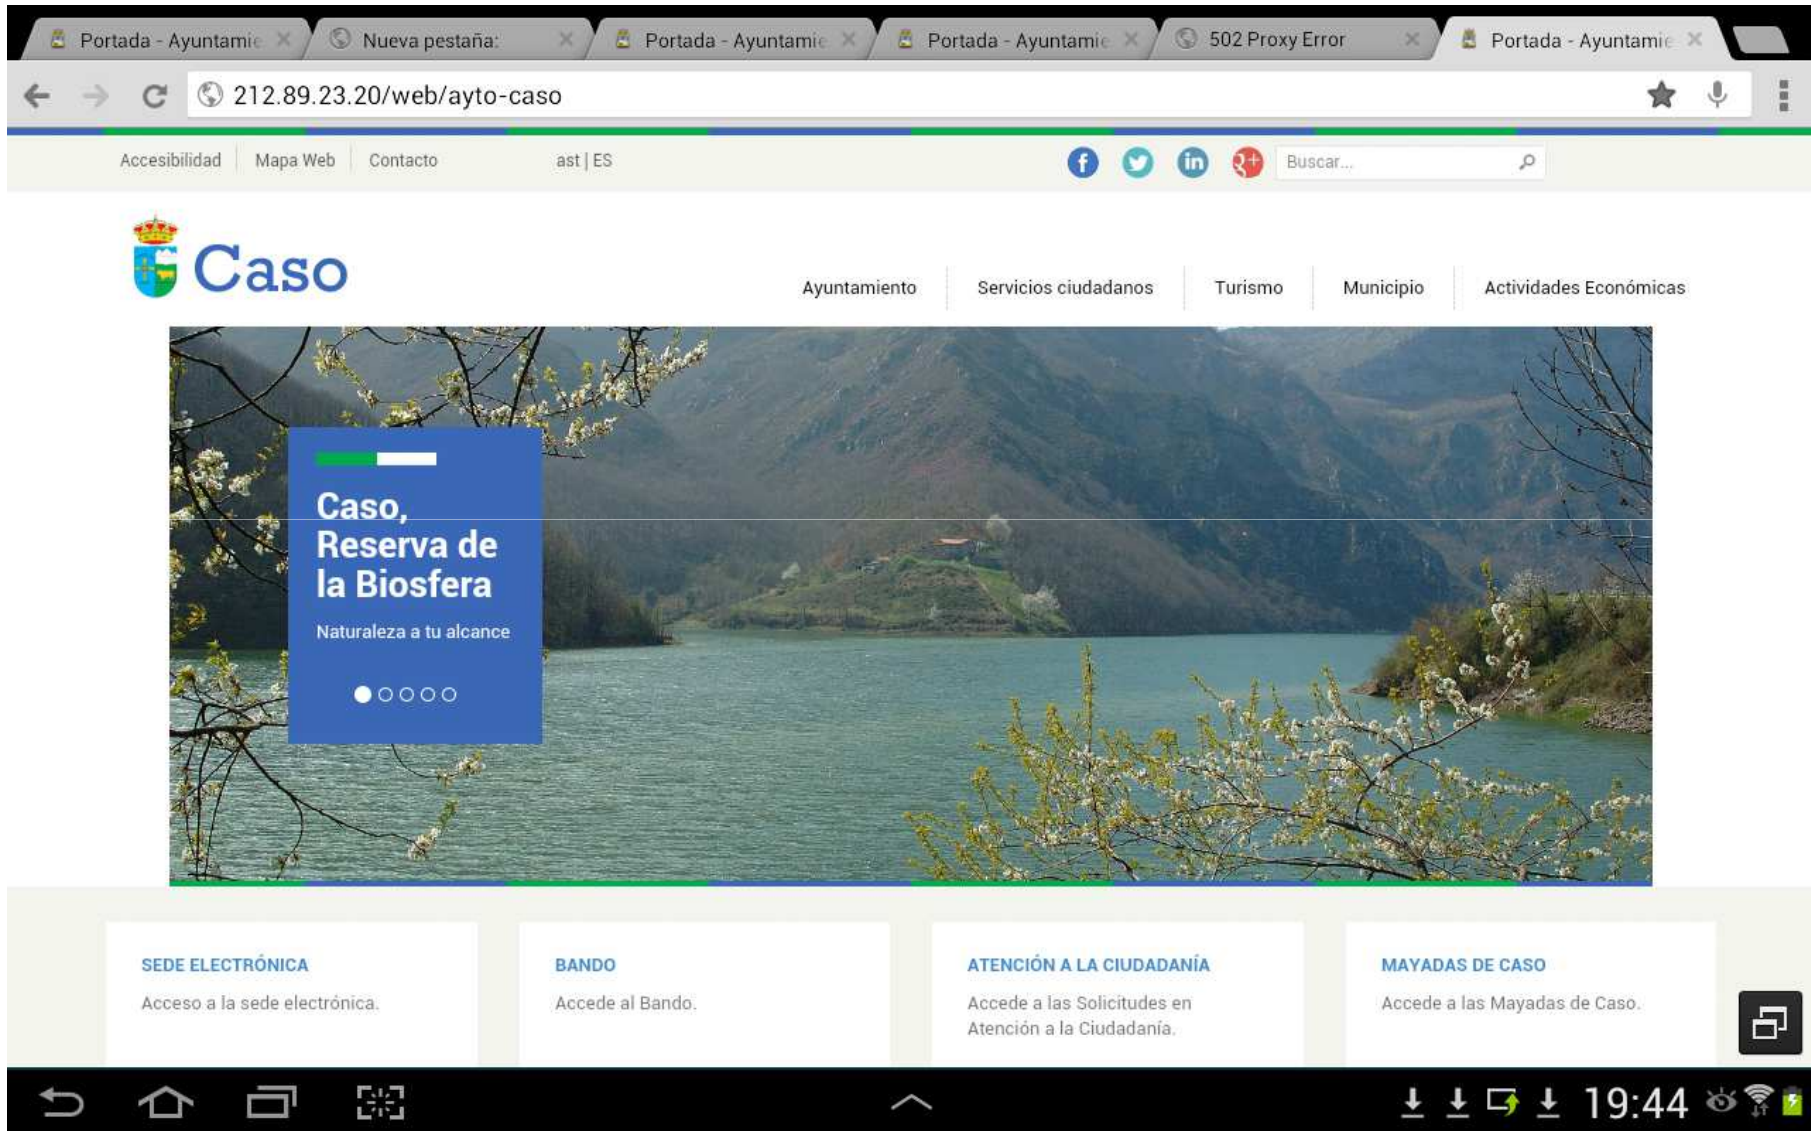 Portada - Ayuntamie
Nueva pestaña:
Portada - Ayuntamie
Portada - Ayuntamie
502 Proxy Error
Portada - Ayuntamie
212.89.23.20/web/ayto-caso
Accesibilidad
Mapa Web
Contacto
ast | ES
Buscar...
Caso
Ayuntamiento
Servicios ciudadanos
Turismo
Municipio
Actividades Económicas
Caso,
Reserva de
la Biosfera
Naturaleza a tu alcance
SEDE ELECTRÓNICA
Acceso a la sede electrónica.
BANDO
Accede al Bando.
ATENCIÓN A LA CIUDADANÍA
Accede a las Solicitudes en
Atención a la Ciudadanía.
MAYADAS DE CASO
Accede a las Mayadas de Caso.
19:44